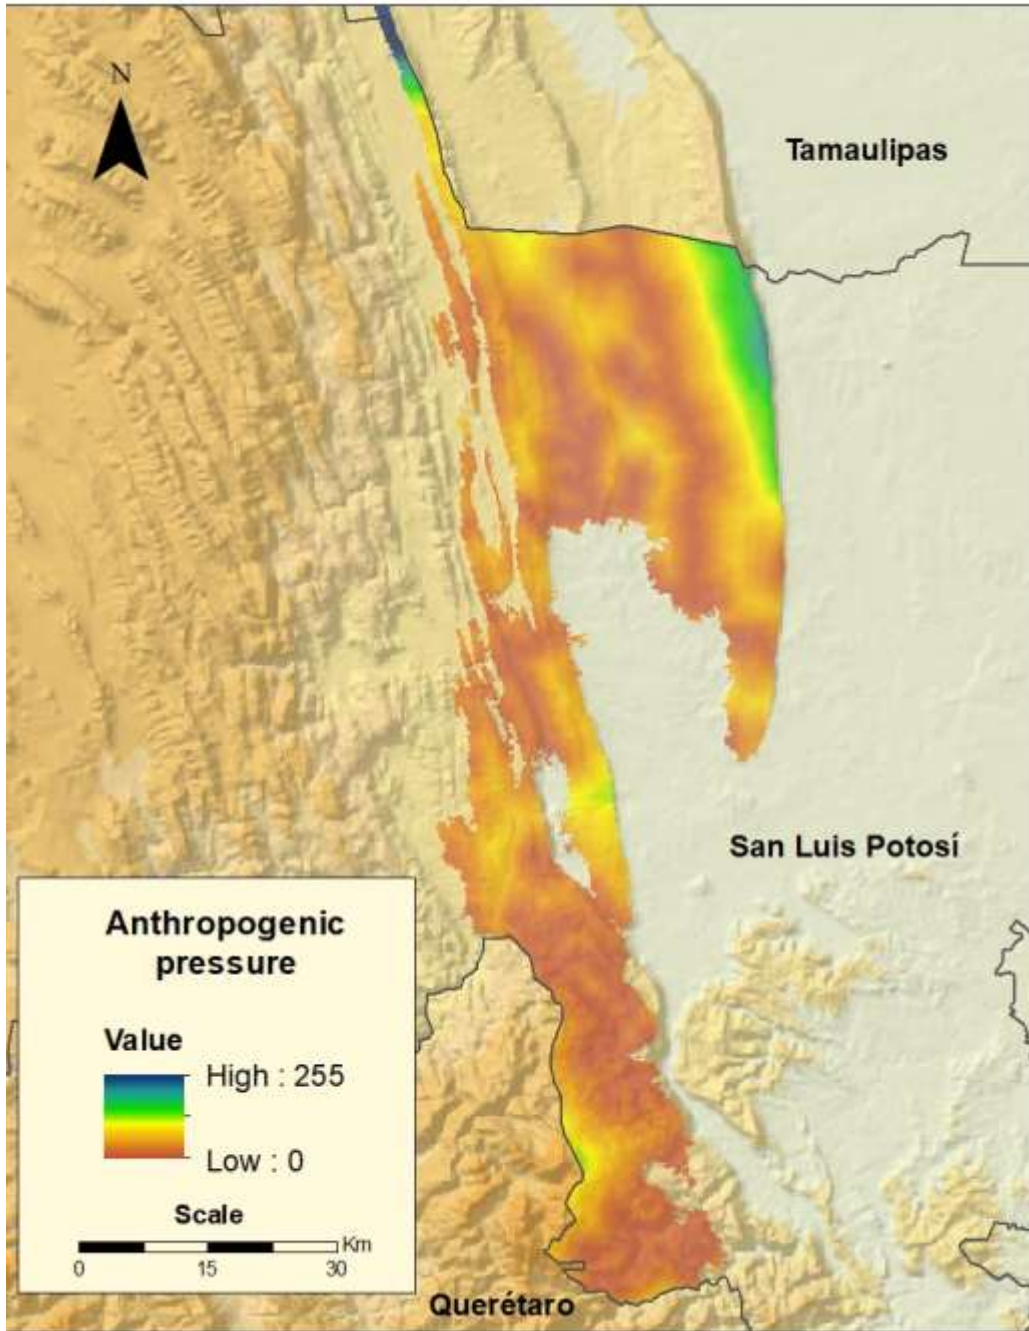 N
Tamaulipas
San Luis Potosí
Anthropogenic
pressure
Value
High : 255
Low : 0
Scale
Km
0 15 30
Querétaro